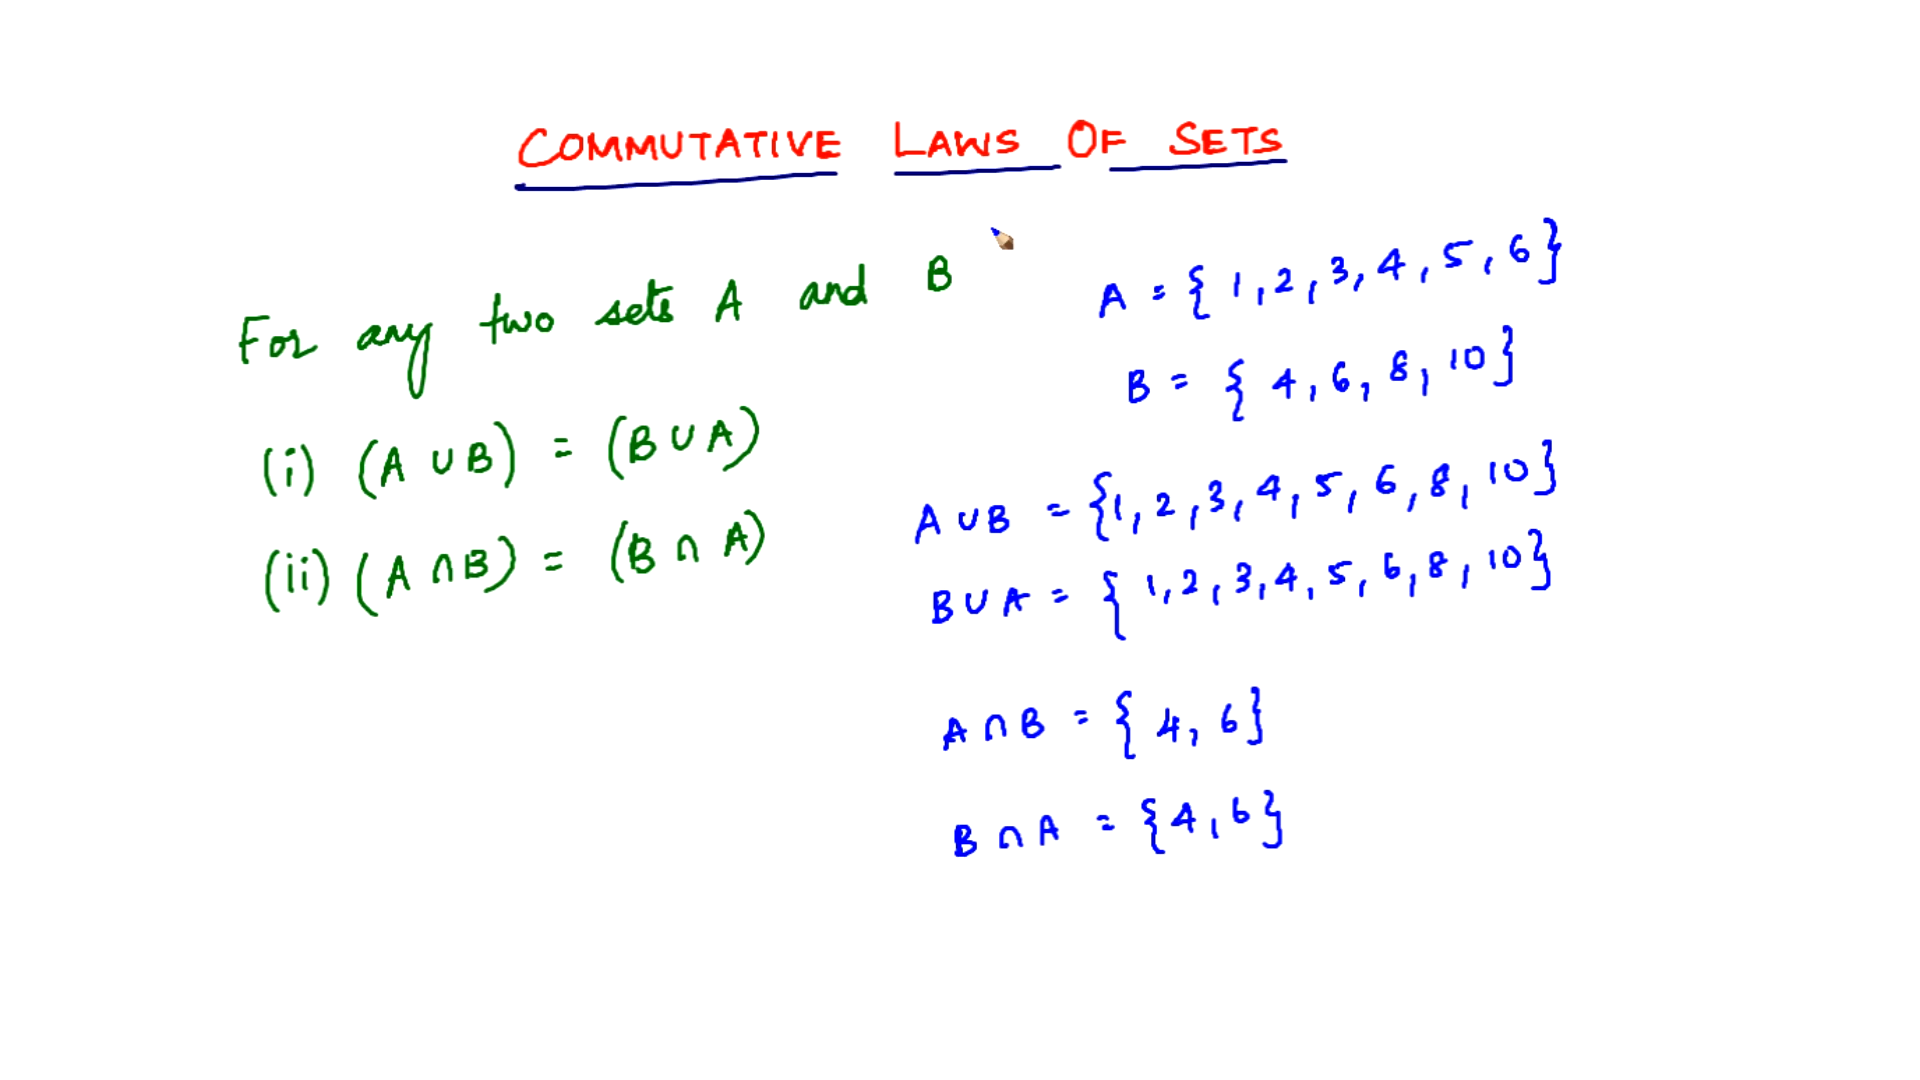 COMMUTATIVE LAWS OF SETS
For any two sets A and B
(i) (A ∪ B) = (B ∪ A)
(ii) (A ∩ B) = (B ∩ A)
A = { 1, 2, 3, 4, 5, 6 }
B = { 4, 6, 8, 10 }
A ∪ B = { 1, 2, 3, 4, 5, 6, 8, 10 }
B ∪ A = { 1, 2, 3, 4, 5, 6, 8, 10 }
A ∩ B = { 4, 6 }
B ∩ A = { 4, 6 }